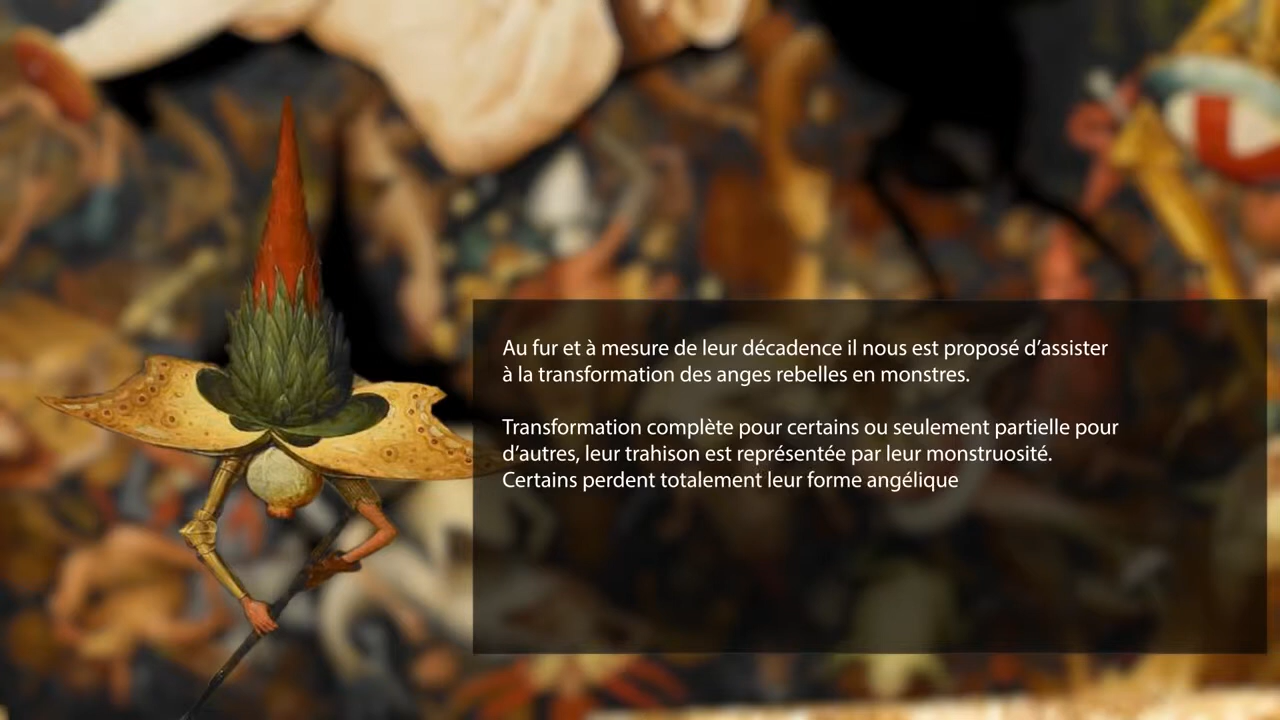 Au fur et à mesure de leur décadence il nous est proposé d’assister
à la transformation des anges rebelles en monstres.
Transformation complète pour certains ou seulement partielle pour
d’autres, leur trahison est représentée par leur monstruosité.
Certains perdent totalement leur forme angélique